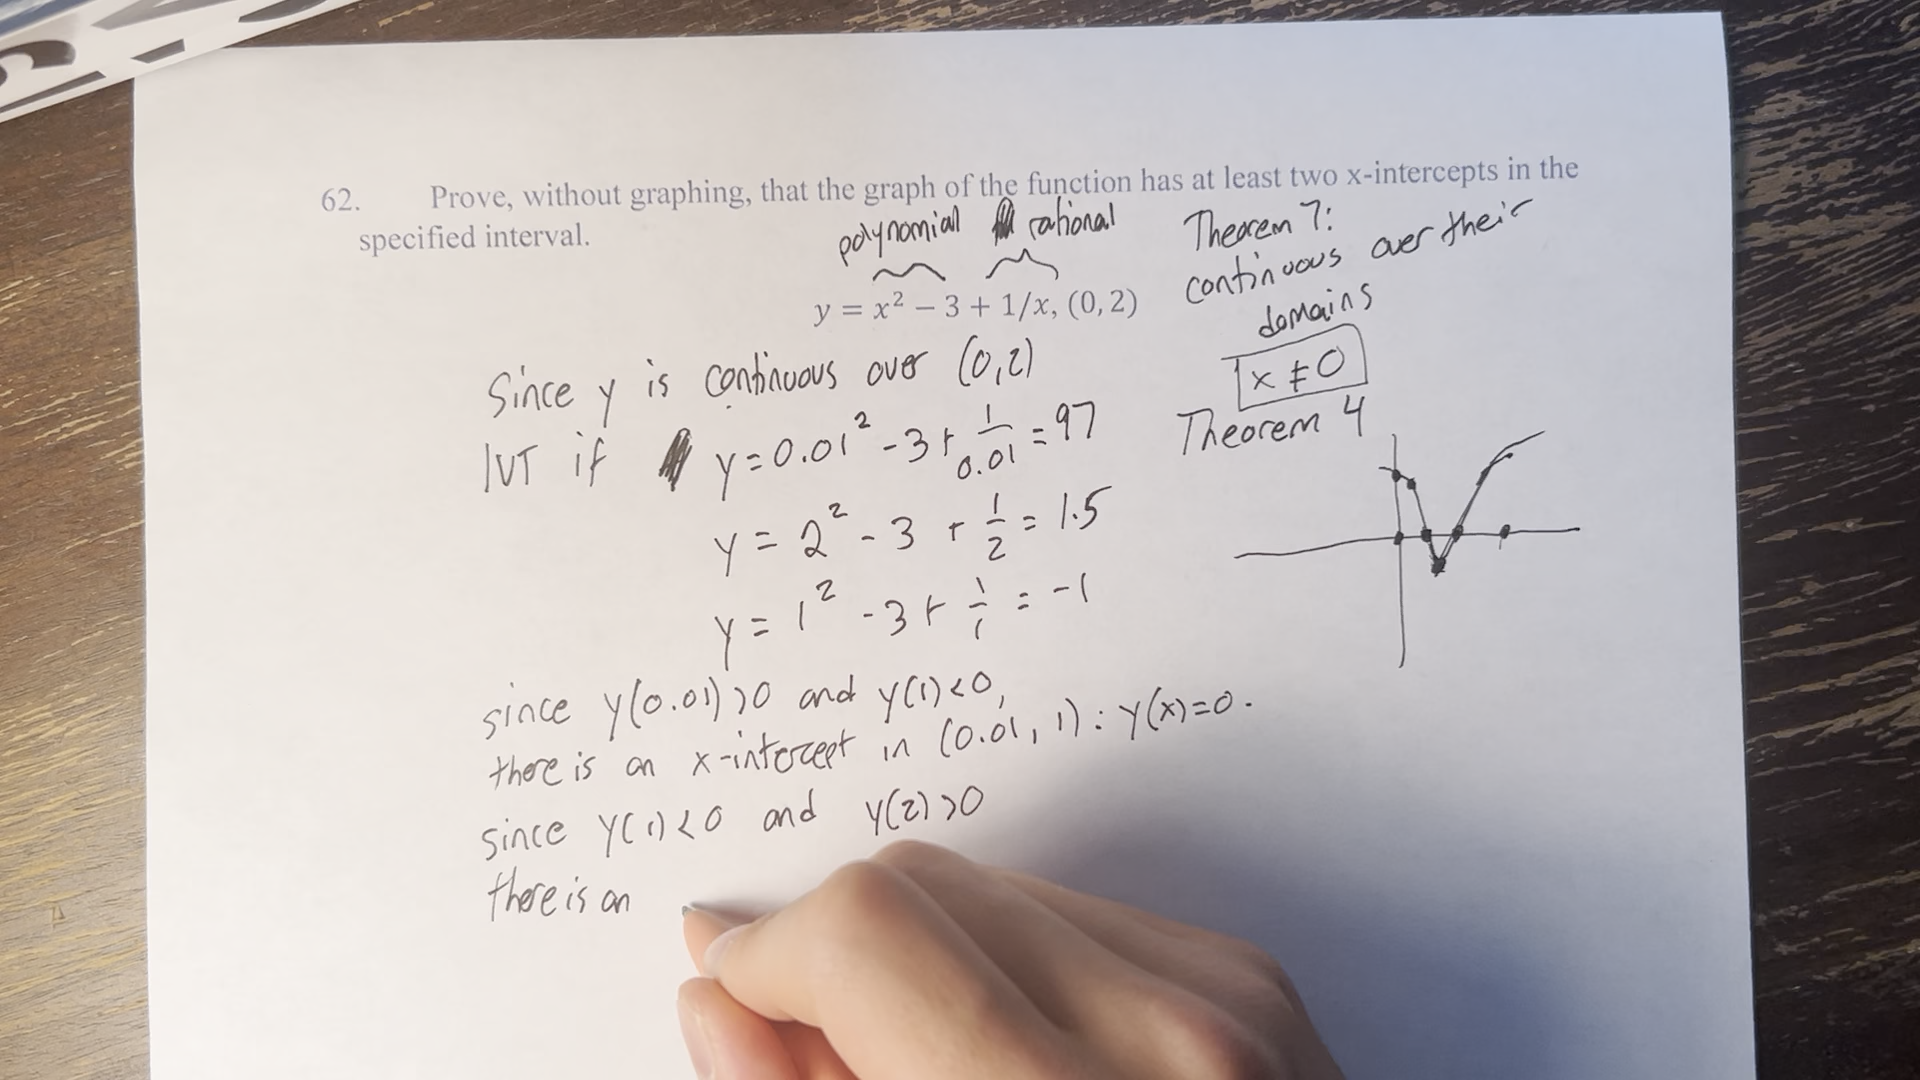 62. Prove, without graphing, that the graph of the function has at least two x-intercepts in the
specified interval.
polynomial rational
y = x² − 3 + 1/x, (0, 2)
Theorem 7:
continuous over their
domains
x ≠ 0
Theorem 4
Since y is continuous over (0,2)
IVT if y = 0.01² - 3 + 1/0.01 = 97
y = 2² - 3 + 1/2 = 1.5
y = 1² - 3 + 1/1 = -1
since y(0.01) > 0 and y(1) < 0,
there is an x-intercept in (0.01, 1) : y(x) = 0.
since y(1) < 0 and y(2) > 0
there is an